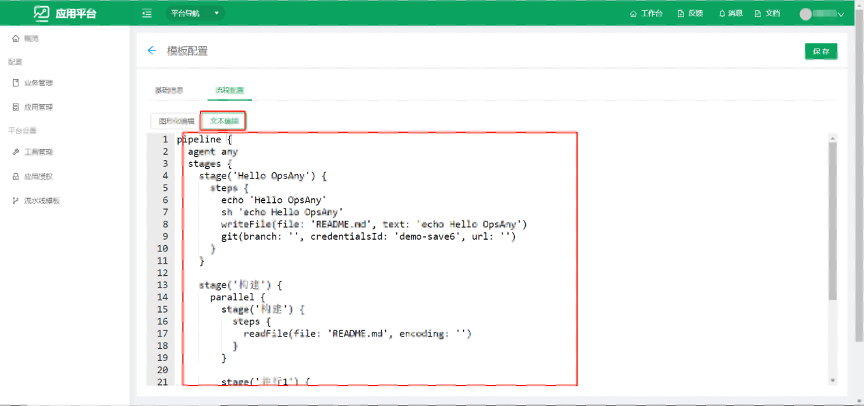 应用平台
平台导航
工作台
反馈
消息
文档
概览
模板配置
保存
配置
业务管理
应用管理
平台设置
工具管理
应用授权
流水线模板
基础信息
流程配置
图形化编辑
文本编辑
1 pipeline {
2 agent any
3 stages {
4 stage('Hello OpsAny') {
5 steps {
6 echo 'Hello OpsAny'
7 sh 'echo Hello OpsAny'
8 writeFile(file: 'README.md', text: 'echo Hello OpsAny')
9 git(branch: '', credentialsId: 'demo-save6', url: '')
10 }
11 }
12
13 stage('构建') {
14 parallel {
15 stage('构建') {
16 steps {
17 readFile(file: 'README.md', encoding: '')
18 }
19 }
20
21 stage('并行1') {